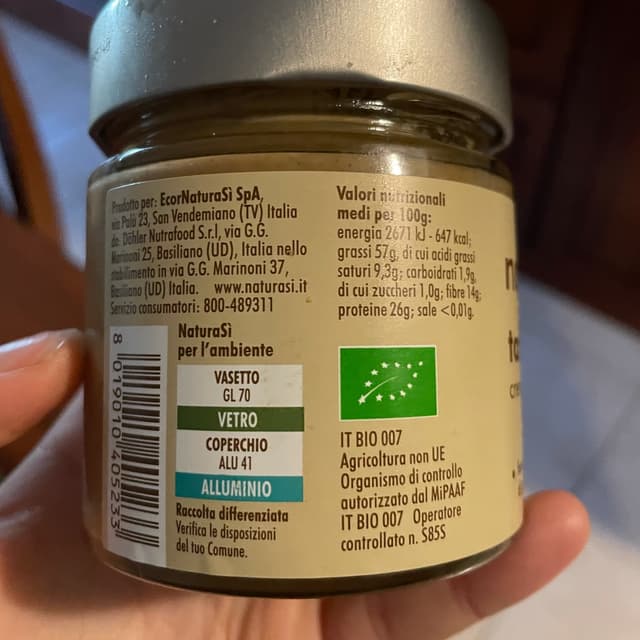 Prodotto per: EcorNaturaSì SpA,
via Palù 23, San Vendemiano (TV) Italia
da: Döhler Nutrafood S.r.l, via G.G.
Marinoni 25, Basiliano (UD), Italia nello
stabilimento in via G.G. Marinoni 37,
Basiliano (UD) Italia. www.naturasi.it
Servizio consumatori: 800-489311
NaturaSì
per l'ambiente
VASETTO
GL 70
VETRO
COPERCHIO
ALU 41
ALLUMINIO
Raccolta differenziata
Verifica le disposizioni
del tuo Comune.
8 019010 405233
Valori nutrizionali
medi per 100g:
energia 2671 kJ - 647 kcal;
grassi 57g, di cui acidi grassi
saturi 9,3g; carboidrati 1,9g,
di cui zuccheri 1,0g; fibre 14g;
proteine 26g; sale <0,01g.
IT BIO 007
Agricoltura non UE
Organismo di controllo
autorizzato dal MiPAAF
IT BIO 007 Operatore
controllato n. S85S